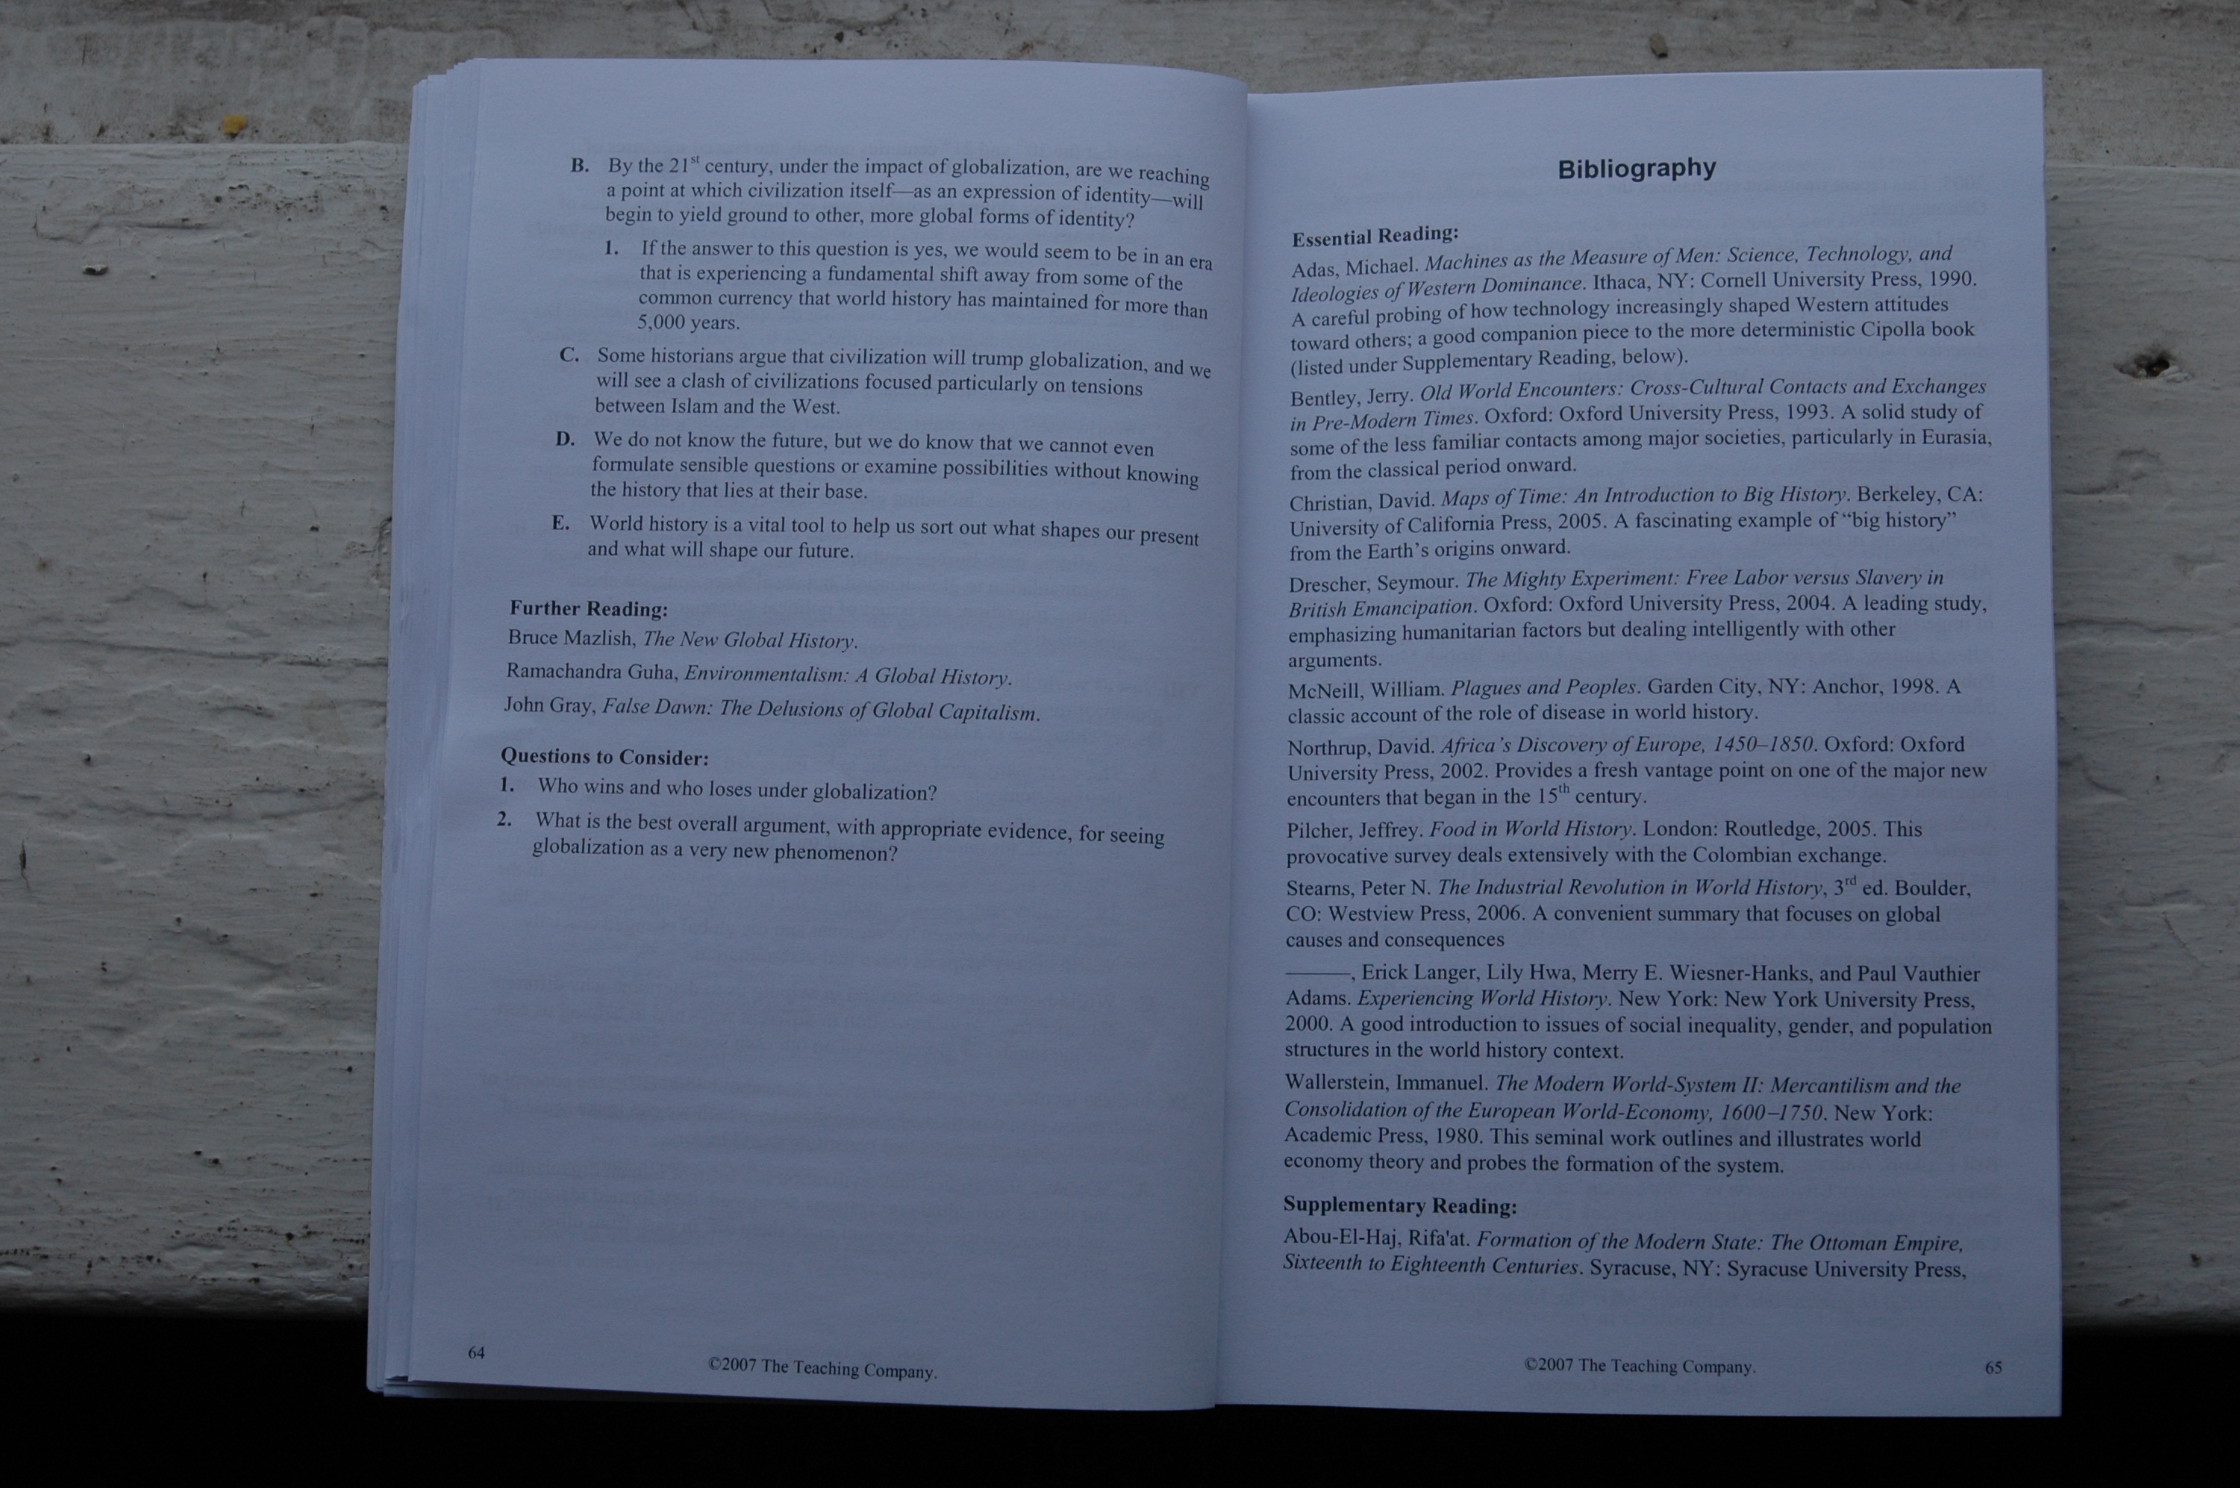 B. By the 21st century, under the impact of globalization, are we reaching
a point at which civilization itself—as an expression of identity—will
begin to yield ground to other, more global forms of identity?
1. If the answer to this question is yes, we would seem to be in an era
that is experiencing a fundamental shift away from some of the
common currency that world history has maintained for more than
5,000 years.
C. Some historians argue that civilization will trump globalization, and we
will see a clash of civilizations focused particularly on tensions
between Islam and the West.
D. We do not know the future, but we do know that we cannot even
formulate sensible questions or examine possibilities without knowing
the history that lies at their base.
E. World history is a vital tool to help us sort out what shapes our present
and what will shape our future.
Further Reading:
Bruce Mazlish, The New Global History.
Ramachandra Guha, Environmentalism: A Global History.
John Gray, False Dawn: The Delusions of Global Capitalism.
Questions to Consider:
1. Who wins and who loses under globalization?
2. What is the best overall argument, with appropriate evidence, for seeing
globalization as a very new phenomenon?
64
©2007 The Teaching Company.
Bibliography
Essential Reading:
Adas, Michael. Machines as the Measure of Men: Science, Technology, and
Ideologies of Western Dominance. Ithaca, NY: Cornell University Press, 1990.
A careful probing of how technology increasingly shaped Western attitudes
toward others; a good companion piece to the more deterministic Cipolla book
(listed under Supplementary Reading, below).
Bentley, Jerry. Old World Encounters: Cross-Cultural Contacts and Exchanges
in Pre-Modern Times. Oxford: Oxford University Press, 1993. A solid study of
some of the less familiar contacts among major societies, particularly in Eurasia,
from the classical period onward.
Christian, David. Maps of Time: An Introduction to Big History. Berkeley, CA:
University of California Press, 2005. A fascinating example of “big history”
from the Earth’s origins onward.
Drescher, Seymour. The Mighty Experiment: Free Labor versus Slavery in
British Emancipation. Oxford: Oxford University Press, 2004. A leading study,
emphasizing humanitarian factors but dealing intelligently with other
arguments.
McNeill, William. Plagues and Peoples. Garden City, NY: Anchor, 1998. A
classic account of the role of disease in world history.
Northrup, David. Africa’s Discovery of Europe, 1450–1850. Oxford: Oxford
University Press, 2002. Provides a fresh vantage point on one of the major new
encounters that began in the 15th century.
Pilcher, Jeffrey. Food in World History. London: Routledge, 2005. This
provocative survey deals extensively with the Colombian exchange.
Stearns, Peter N. The Industrial Revolution in World History, 3rd ed. Boulder,
CO: Westview Press, 2006. A convenient summary that focuses on global
causes and consequences
———, Erick Langer, Lily Hwa, Merry E. Wiesner-Hanks, and Paul Vauthier
Adams. Experiencing World History. New York: New York University Press,
2000. A good introduction to issues of social inequality, gender, and population
structures in the world history context.
Wallerstein, Immanuel. The Modern World-System II: Mercantilism and the
Consolidation of the European World-Economy, 1600–1750. New York:
Academic Press, 1980. This seminal work outlines and illustrates world
economy theory and probes the formation of the system.
Supplementary Reading:
Abou-El-Haj, Rifa'at. Formation of the Modern State: The Ottoman Empire,
Sixteenth to Eighteenth Centuries. Syracuse, NY: Syracuse University Press,
©2007 The Teaching Company.
65